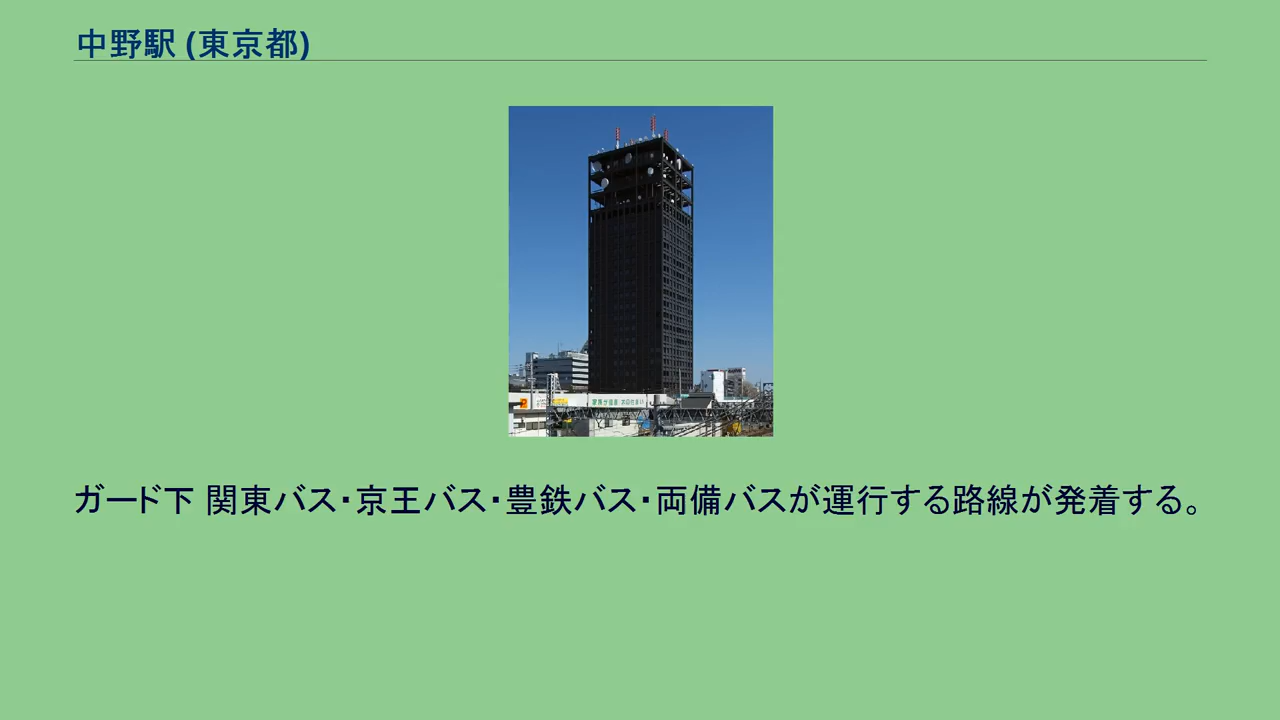 中野駅 (東京都)
ガード下 関東バス・京王バス・豊鉄バス・両備バスが運行する路線が発着する。